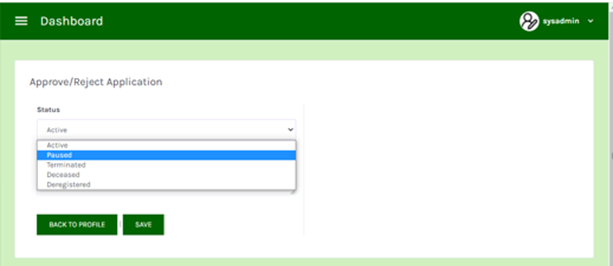 Dashboard
sysadmin
Approve/Reject Application
Status
Active
Active
Paused
Terminated
Deceased
Deregistered
BACK TO PROFILE
SAVE